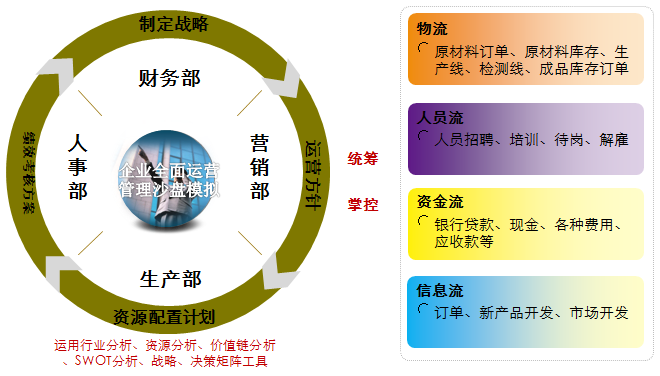 制定战略
财务部
绩效考核方案
人事部
企业全面运营
管理沙盘模拟
营销部
运营方针
生产部
资源配置计划
运用行业分析、资源分析、价值链分析
、SWOT分析、战略、决策矩阵工具
统筹
掌控
物流
原材料订单、原材料库存、生
产线、检测线、成品库存订单
人员流
人员招聘、培训、待岗、解雇
资金流
银行贷款、现金、各种费用、
应收款等
信息流
订单、新产品开发、市场开发